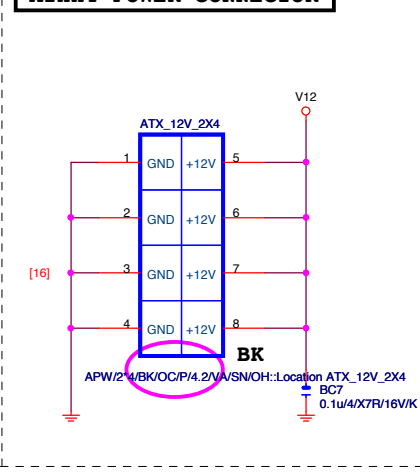 V12
ATX_12V_2X4
1 GND +12V 5
2 GND +12V 6
[16] 3 GND +12V 7
4 GND +12V 8
BK
APW/2*4/BK/OC/P/4.2/VA/SN/OH::Location ATX_12V_2X4
BC7
0.1u/4/X7R/16V/K